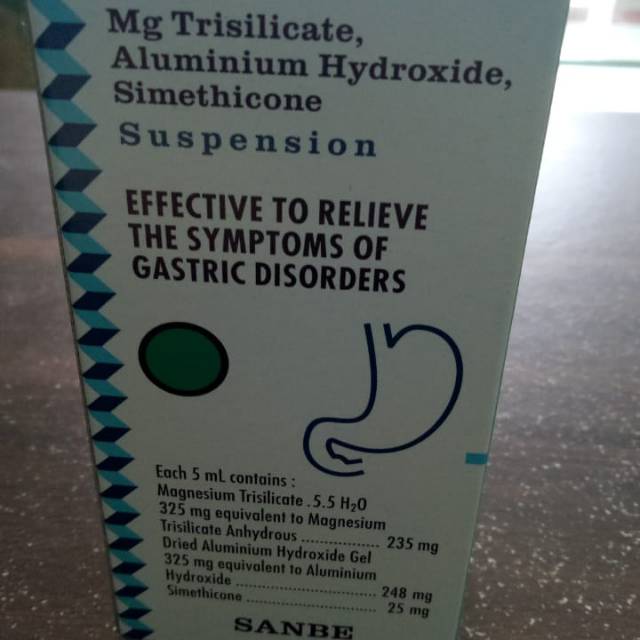 Mg Trisilicate,
Aluminium Hydroxide,
Simethicone
Suspension
EFFECTIVE TO RELIEVE
THE SYMPTOMS OF
GASTRIC DISORDERS
Each 5 mL contains :
Magnesium Trisilicate .5.5 H₂O
325 mg equivalent to Magnesium
Trisilicate Anhydrous ................ 235 mg
Dried Aluminium Hydroxide Gel
325 mg equivalent to Aluminium
Hydroxide ............................ 248 mg
Simethicone .......................... 25 mg
SANBE